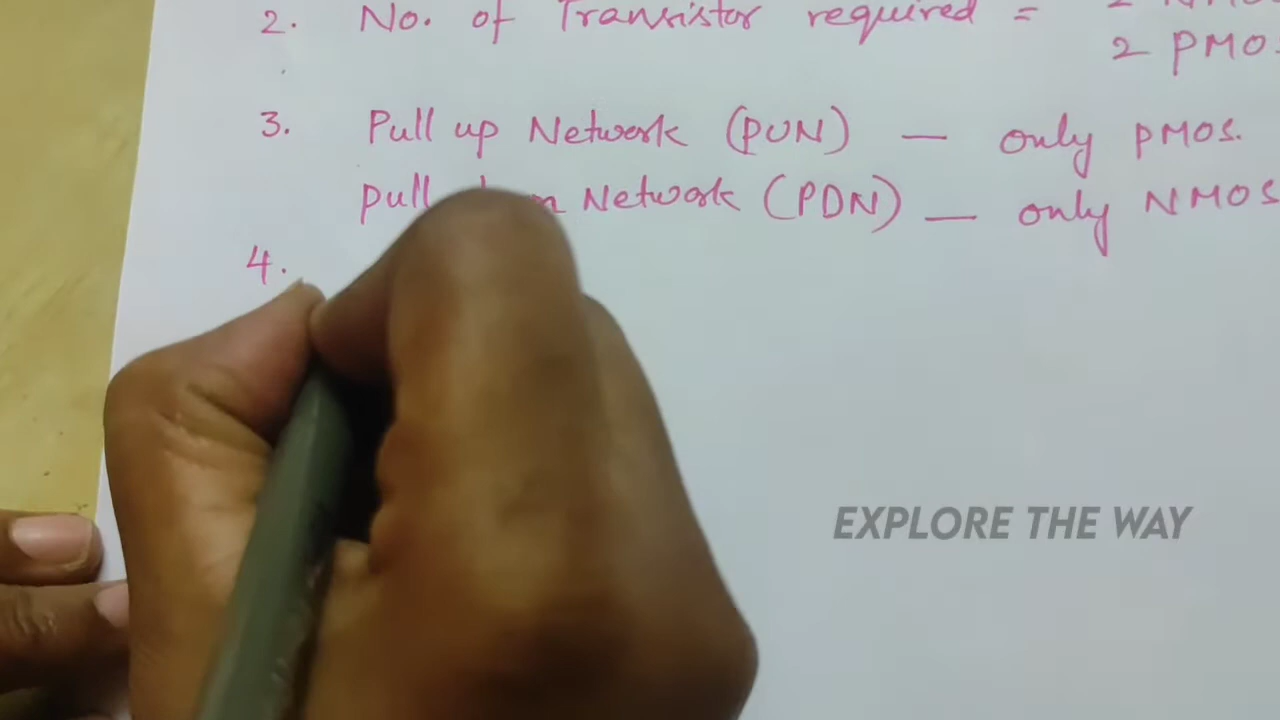 2. No. of Transistor required =
2 PMO
3. Pull up Network (PUN) — only PMOS.
Pull Network (PDN) — only NMOS
4.
EXPLORE THE WAY